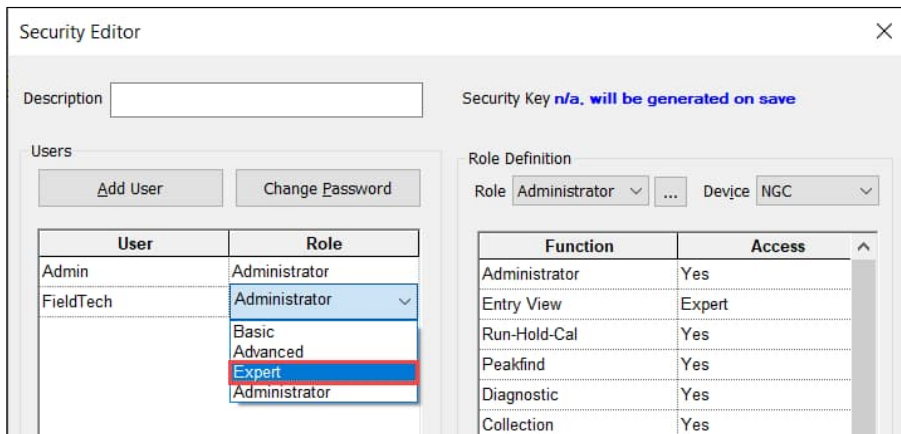 Security Editor
Description
Security Key n/a, will be generated on save
Users
Add User Change Password
User Role
Admin Administrator
FieldTech Administrator
Basic
Advanced
Expert
Administrator
Role Definition
Role Administrator ... Device NGC
Function Access
Administrator Yes
Entry View Expert
Run-Hold-Cal Yes
Peakfind Yes
Diagnostic Yes
Collection Yes